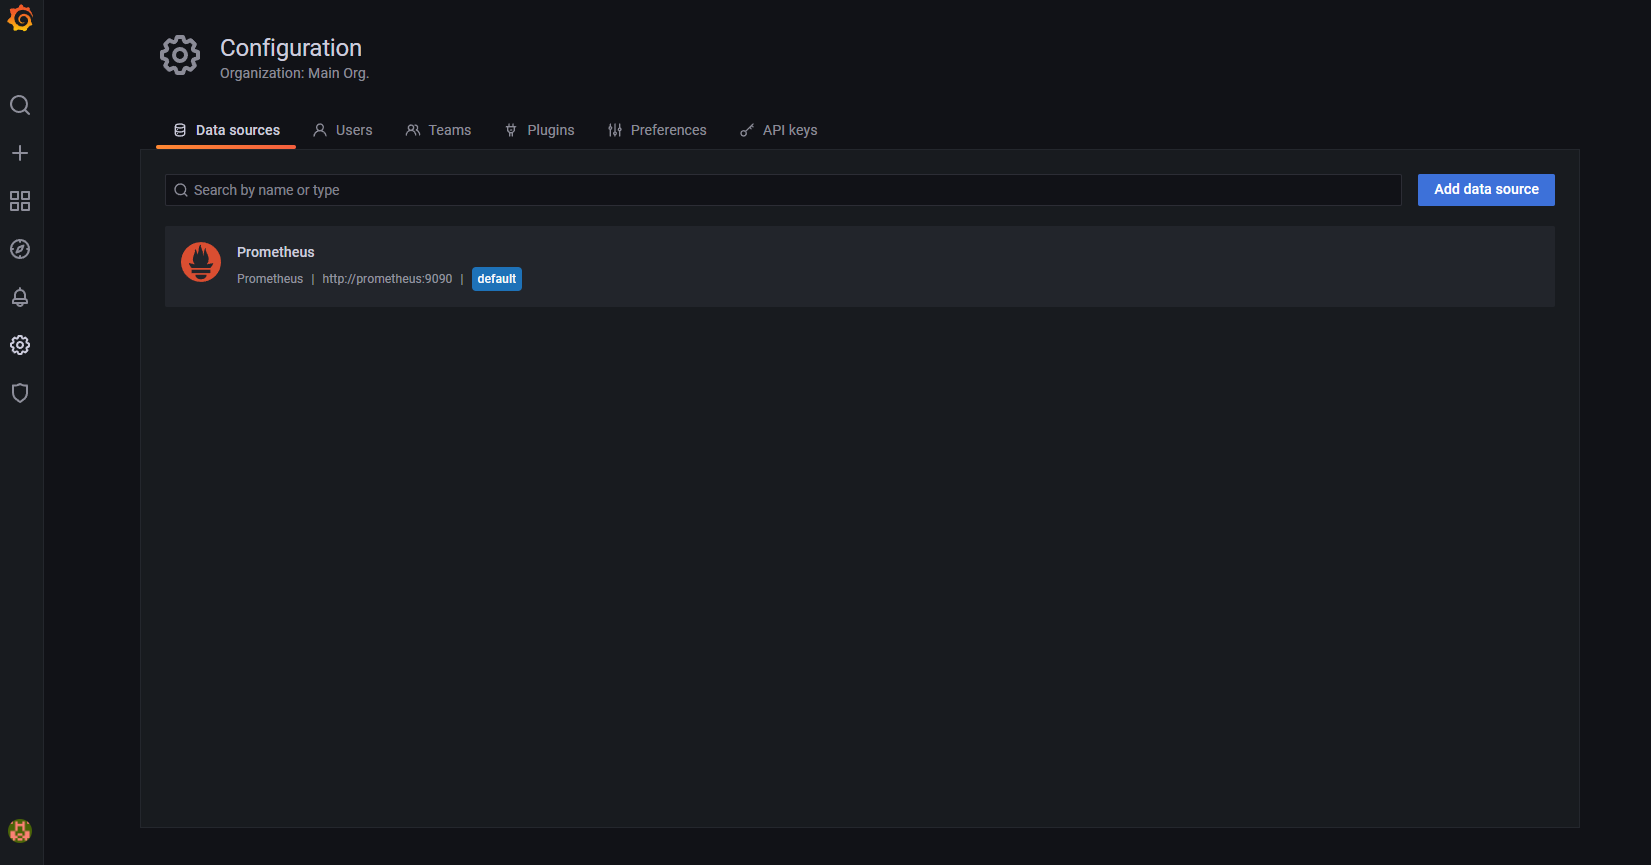 Configuration
Organization: Main Org.
Data sources Users Teams Plugins Preferences API keys
Search by name or type
Add data source
Prometheus
Prometheus | http://prometheus:9090 | default